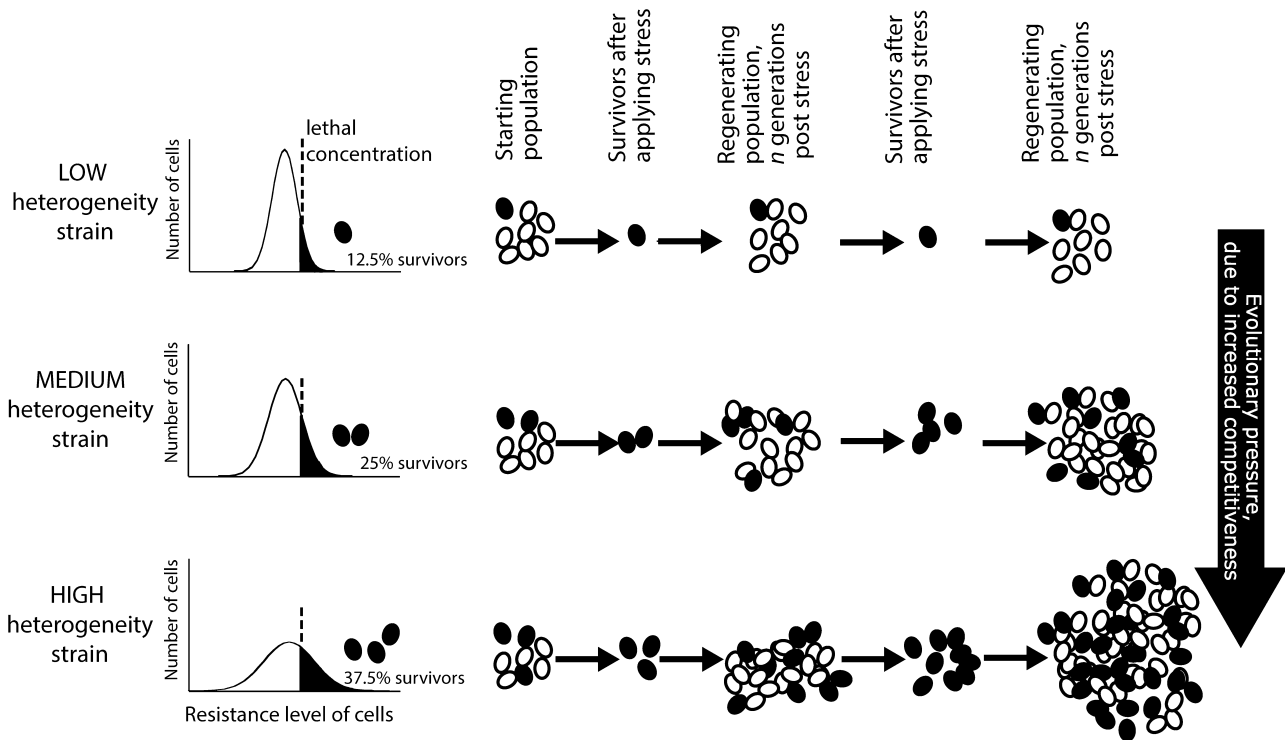 Starting
population
Survivors after
applying stress
Regenerating
population,
n generations
post stress
Survivors after
applying stress
Regenerating
population,
n generations
post stress
LOW
heterogeneity
strain
Number of cells
lethal
concentration
12.5% survivors
MEDIUM
heterogeneity
strain
Number of cells
25% survivors
HIGH
heterogeneity
strain
Number of cells
37.5% survivors
Resistance level of cells
Evolutionary pressure,
due to increased competitiveness